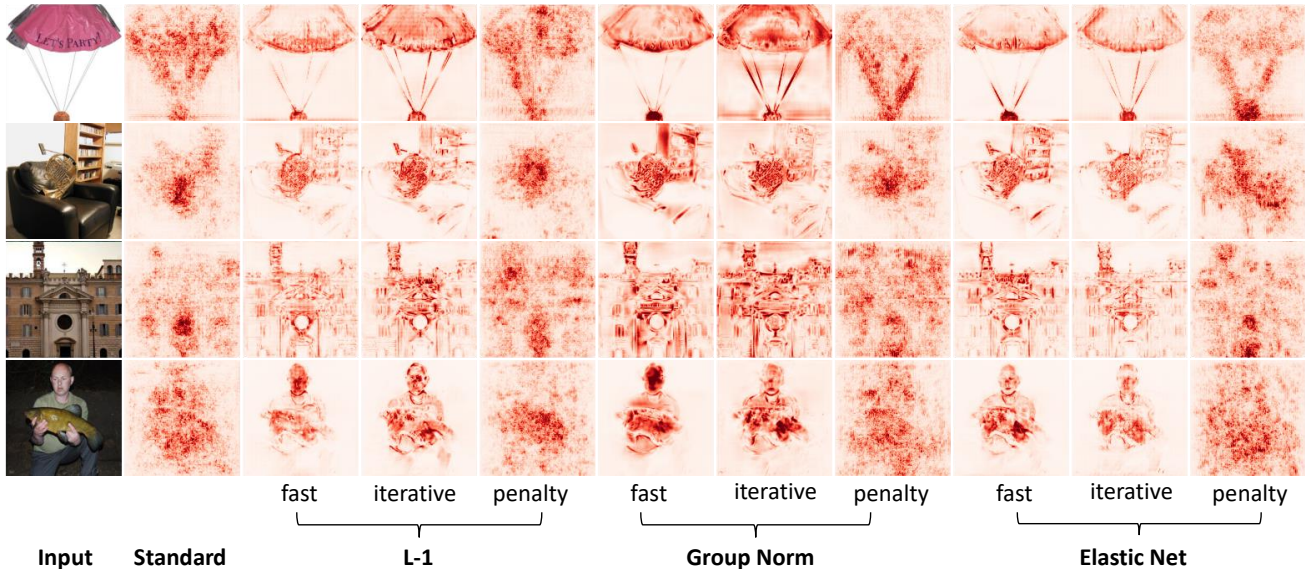 LET'S PARTY
fast iterative penalty fast iterative penalty fast iterative penalty
Input Standard L-1 Group Norm Elastic Net